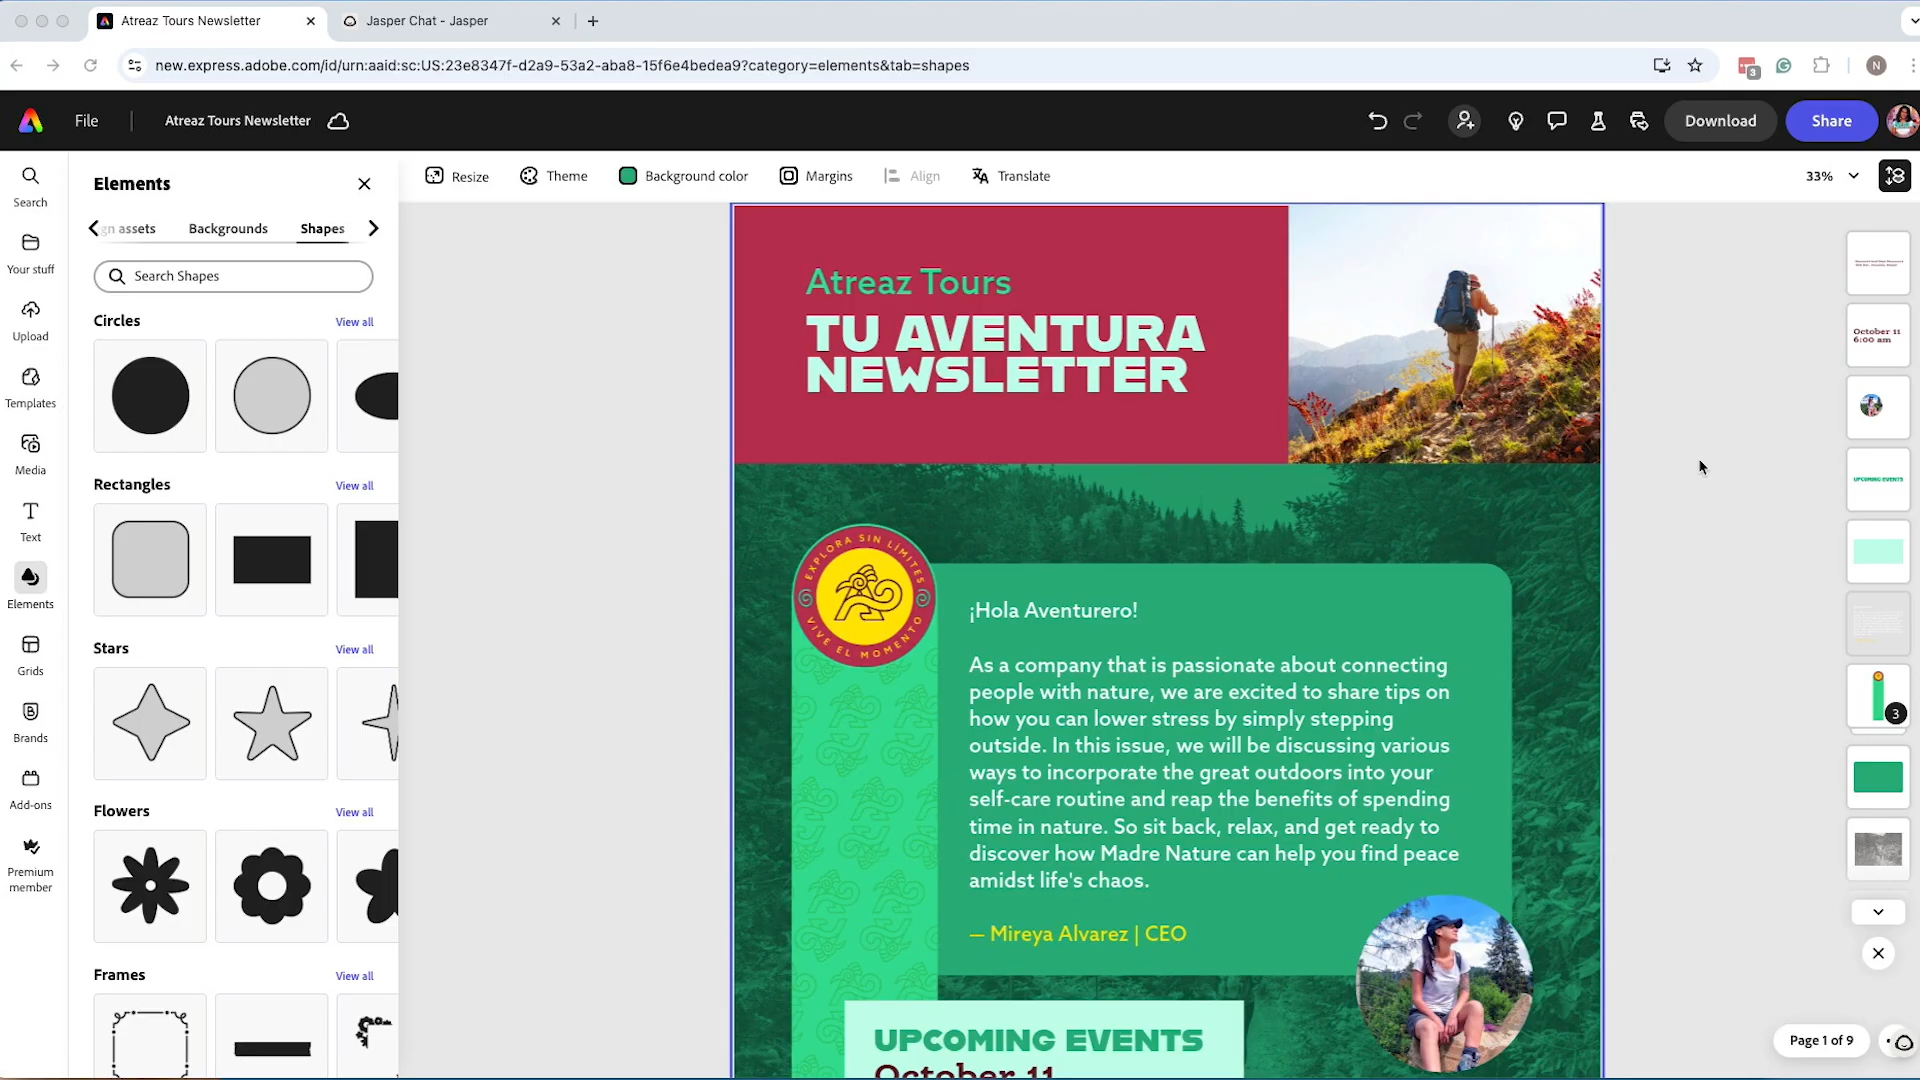 Atreaz Tours Newsletter
Jasper Chat - Jasper
new.express.adobe.com/id/urn:aaid:sc:US:23e8347f-d2a9-53a2-aba8-15f6e4bedea9?category=elements&tab=shapes
3
N
File
Atreaz Tours Newsletter
Download
Share
Search
Your stuff
Upload
Templates
Media
Text
Elements
Grids
Brands
Add-ons
Premium
member
Elements
gn assets
Backgrounds
Shapes
Search Shapes
Circles
View all
Rectangles
View all
Stars
View all
Flowers
View all
Frames
View all
Resize
Theme
Background color
Margins
Align
Translate
33%
Atreaz Tours
TU AVENTURA
NEWSLETTER
EXPLORA SIN LÍMITES
VIVE EL MOMENTO
¡Hola Aventurero!
As a company that is passionate about connecting
people with nature, we are excited to share tips on
how you can lower stress by simply stepping
outside. In this issue, we will be discussing various
ways to incorporate the great outdoors into your
self-care routine and reap the benefits of spending
time in nature. So sit back, relax, and get ready to
discover how Madre Nature can help you find peace
amidst life's chaos.
— Mireya Alvarez | CEO
UPCOMING EVENTS
October 11
October 11
6:00 am
UPCOMING EVENTS
3
Page 1 of 9